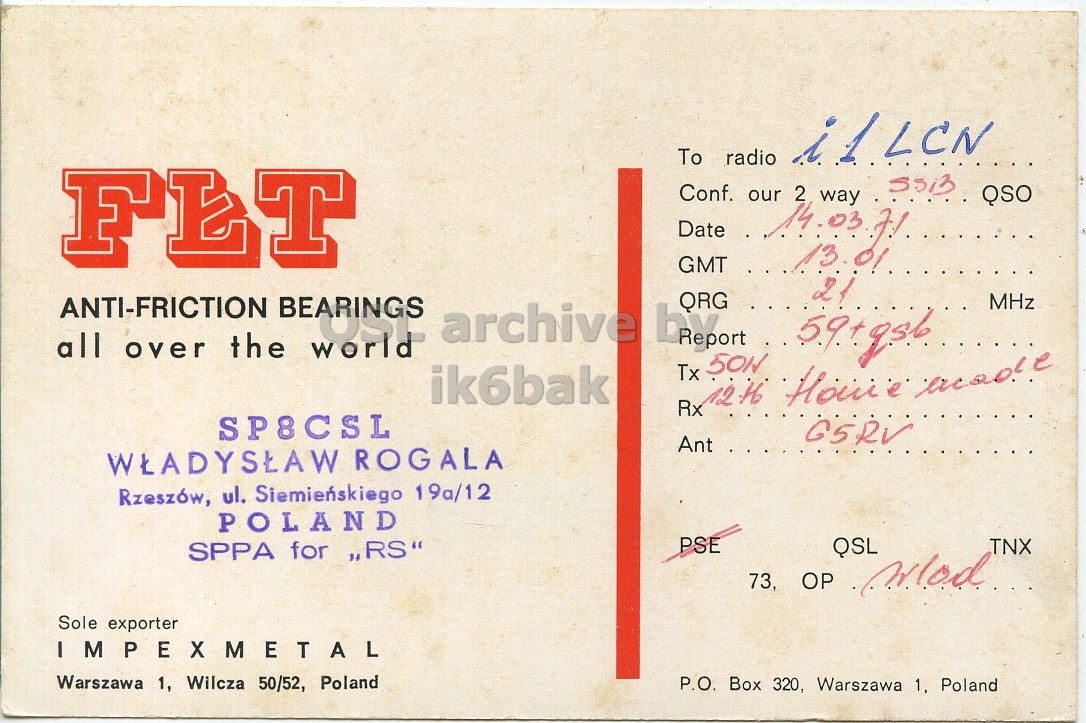 FŁT
ANTI-FRICTION BEARINGS
all over the world
SP8CSL
WŁADYSŁAW ROGALA
Rzeszów, ul. Siemieńskiego 19a/12
POLAND
SPPA for „RS“
Sole exporter
IMPEXMETAL
Warszawa 1, Wilcza 50/52, Poland
To radio i1LCN
Conf. our 2 way SSB QSO
Date 14.03.71
GMT 13.01
QRG 21 MHz
Report 59+
Tx 50W
Rx Home made
Ant G5RV
PSE QSL TNX
73, OP Wlad
P.O. Box 320, Warszawa 1, Poland
QSL archive by
ik6bak